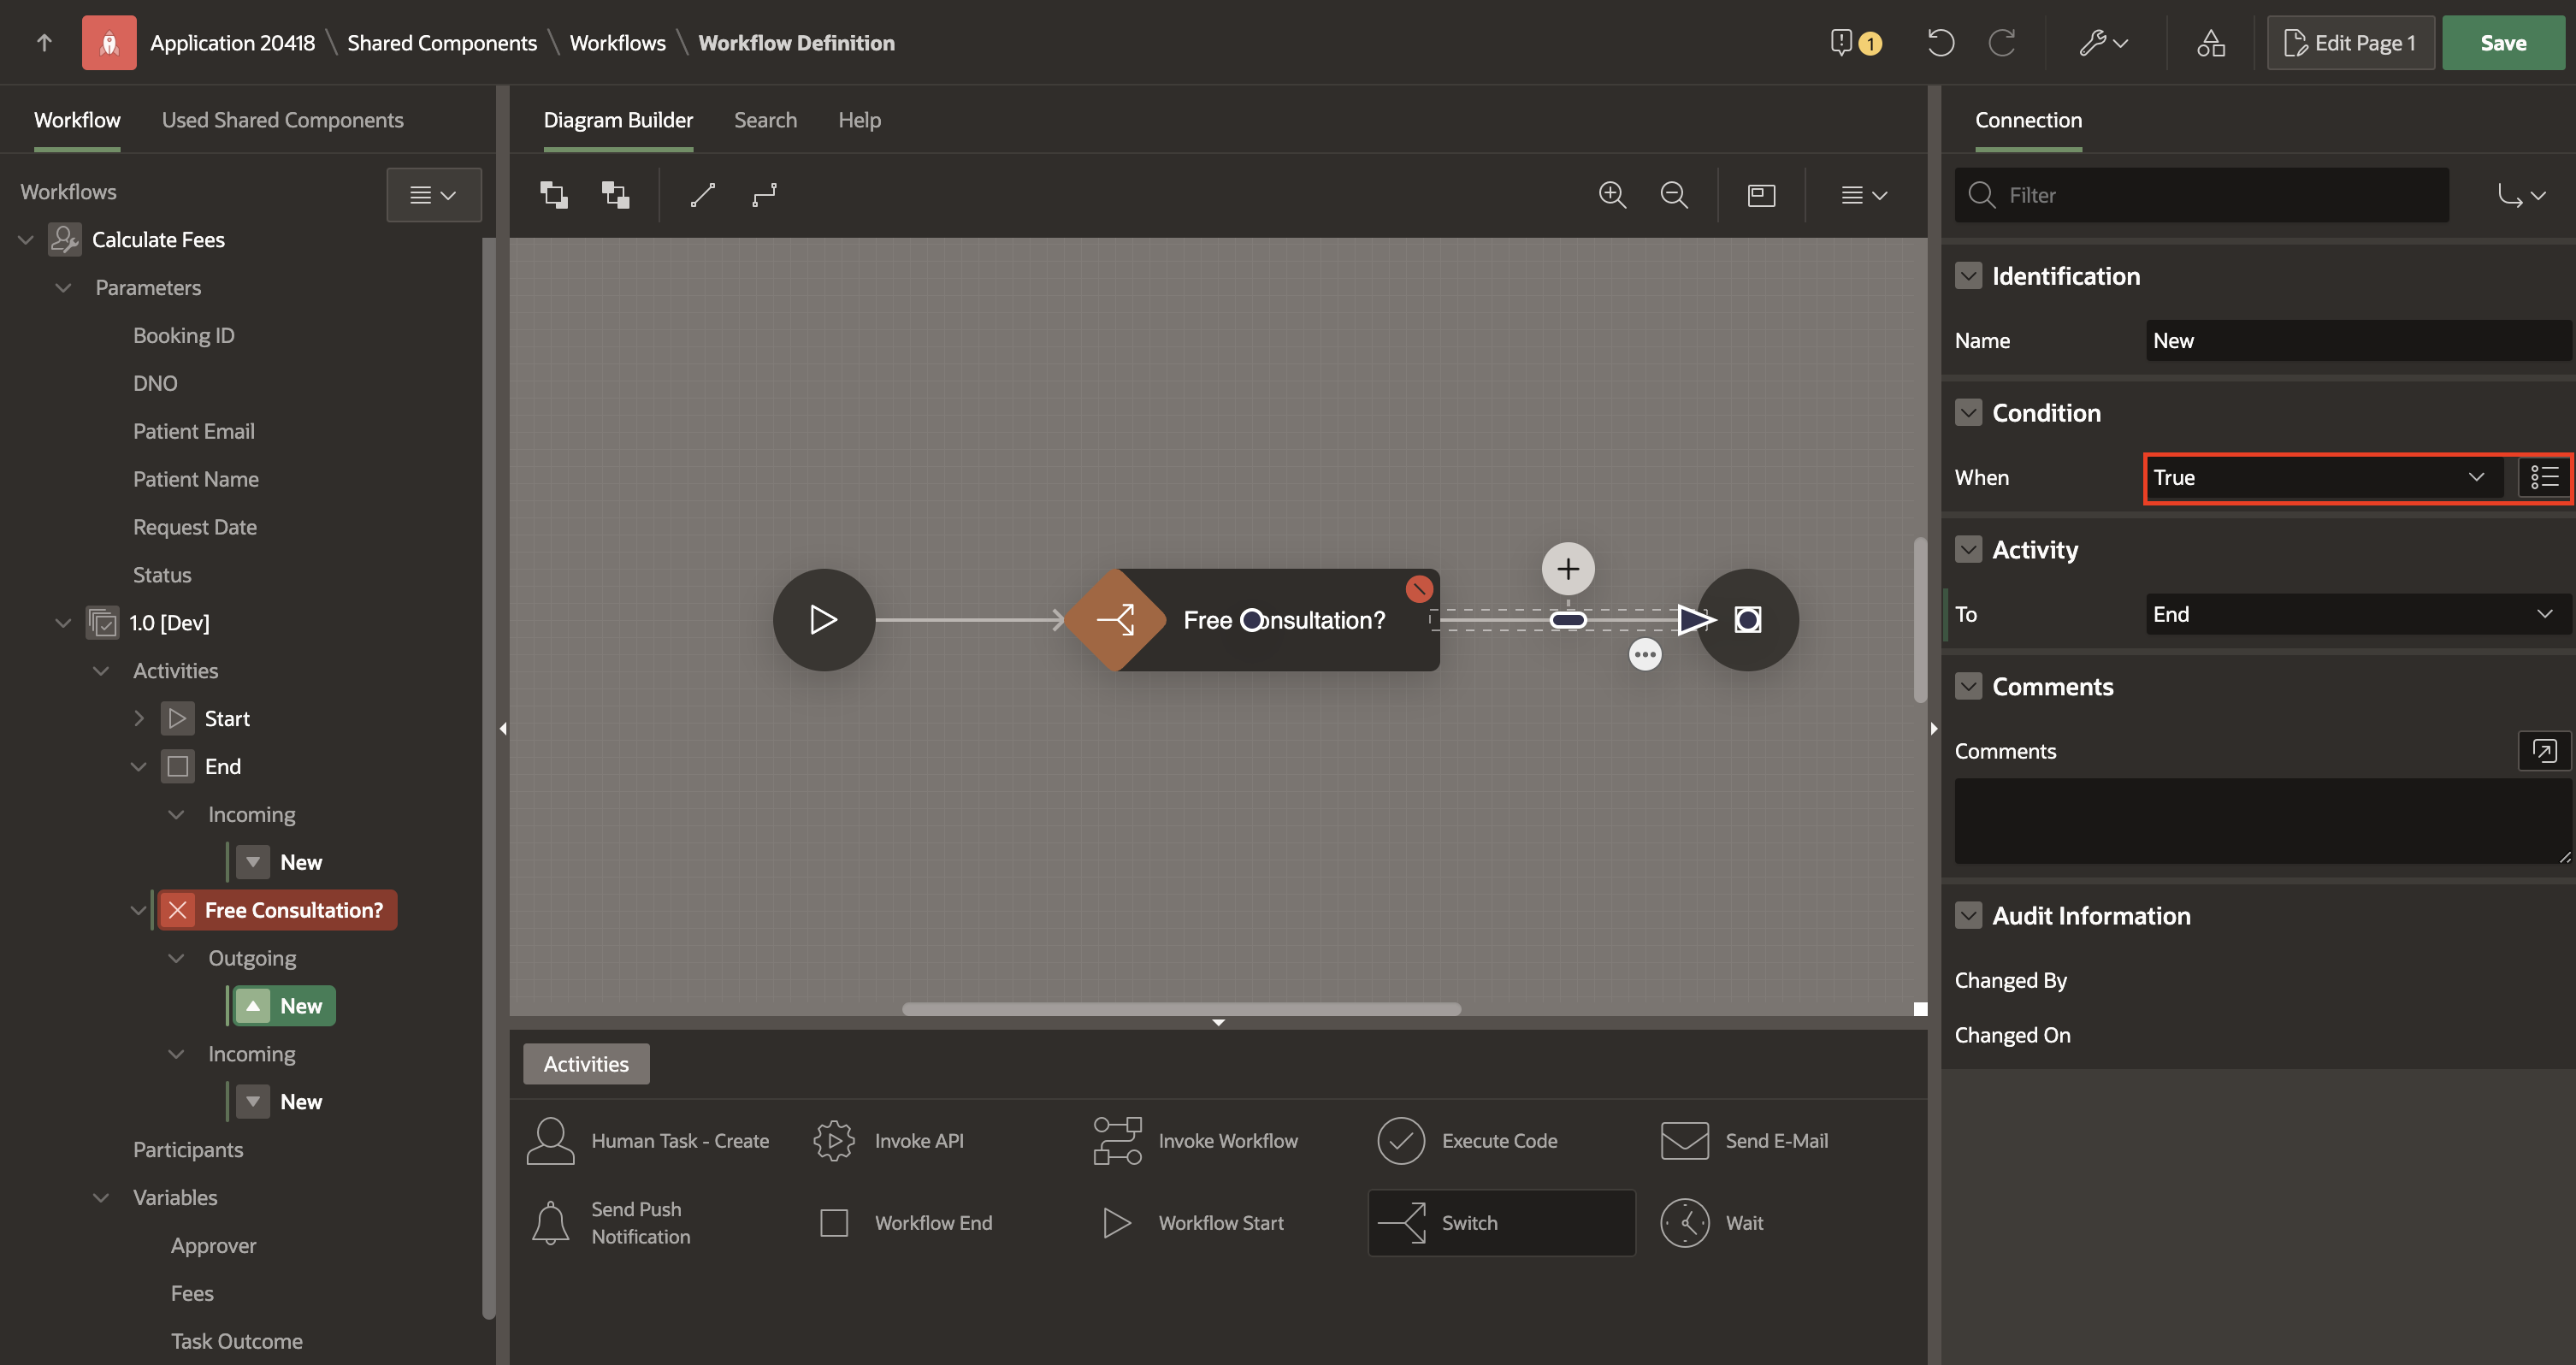 Application 20418 \ Shared Components \ Workflows \ Workflow Definition
1
Edit Page 1
Save
Workflow
Used Shared Components
Workflows
Calculate Fees
Parameters
Booking ID
DNO
Patient Email
Patient Name
Request Date
Status
1.0 [Dev]
Activities
Start
End
Incoming
New
Free Consultation?
Outgoing
New
Incoming
New
Participants
Variables
Approver
Fees
Task Outcome
Diagram Builder
Search
Help
Free Consultation?
Activities
Human Task - Create
Invoke API
Invoke Workflow
Execute Code
Send E-Mail
Send Push
Notification
Workflow End
Workflow Start
Switch
Wait
Connection
Filter
Identification
Name
New
Condition
When
True
Activity
To
End
Comments
Comments
Audit Information
Changed By
Changed On